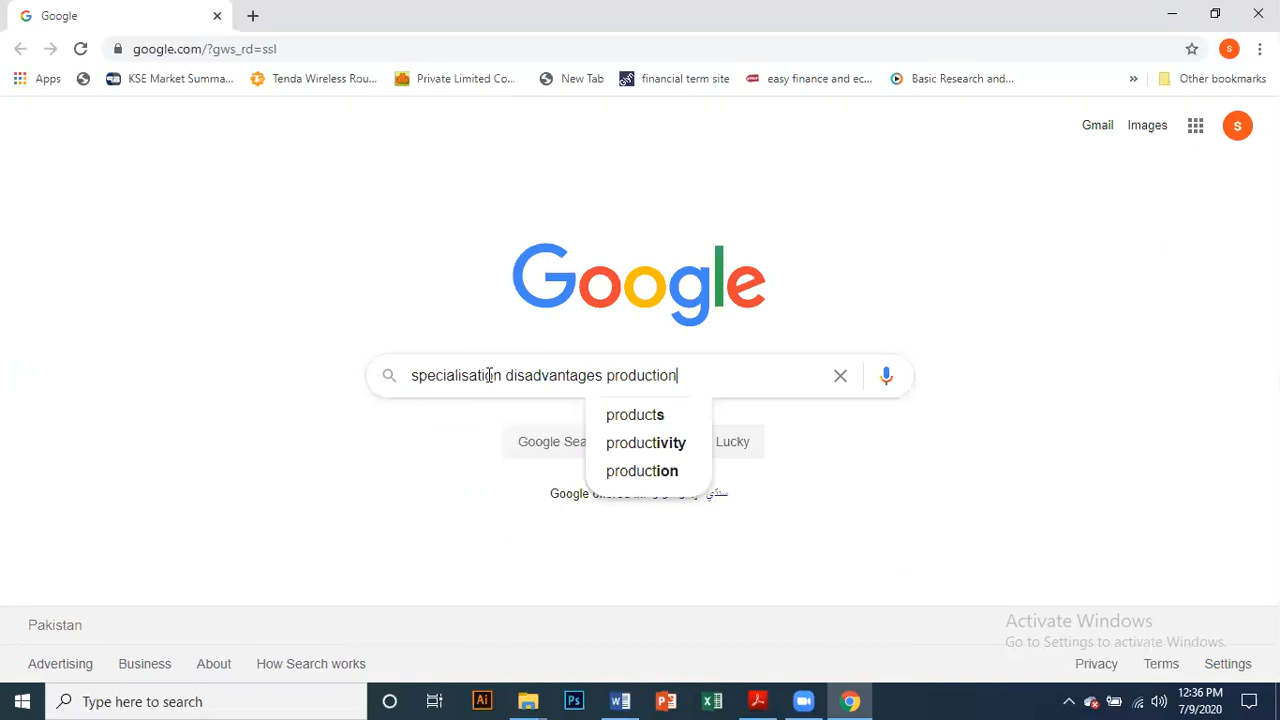 Google
google.com/?gws_rd=ssl
S
Apps
KSE Market Summa...
Tenda Wireless Rou...
Private Limited Co...
New Tab
financial term site
easy finance and ec...
Basic Research and...
»
Other bookmarks
Gmail
Images
S
Google
specialisation disadvantages production
products
productivity
production
Google Sea
Lucky
Google
سنڌي
Pakistan
Activate Windows
Go to Settings to activate Windows.
Advertising
Business
About
How Search works
Privacy
Terms
Settings
Type here to search
Ai
Ps
12:36 PM
7/9/2020